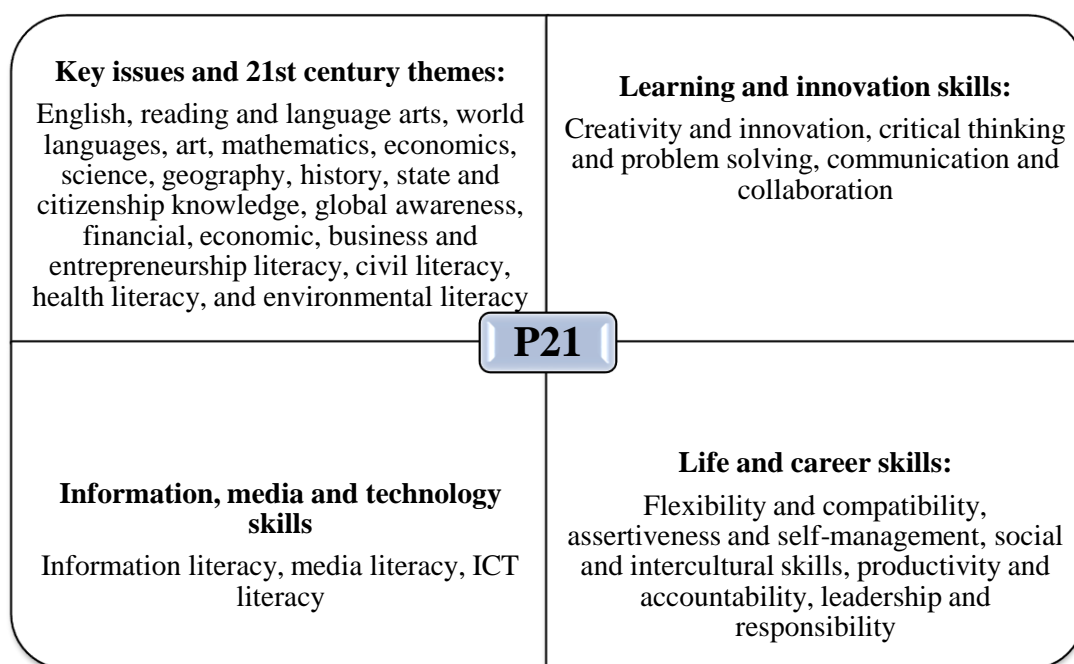 Key issues and 21st century themes:
English, reading and language arts, world
languages, art, mathematics, economics,
science, geography, history, state and
citizenship knowledge, global awareness,
financial, economic, business and
entrepreneurship literacy, civil literacy,
health literacy, and environmental literacy
Learning and innovation skills:
Creativity and innovation, critical thinking
and problem solving, communication and
collaboration
P21
Information, media and technology
skills
Information literacy, media literacy, ICT
literacy
Life and career skills:
Flexibility and compatibility,
assertiveness and self-management, social
and intercultural skills, productivity and
accountability, leadership and
responsibility